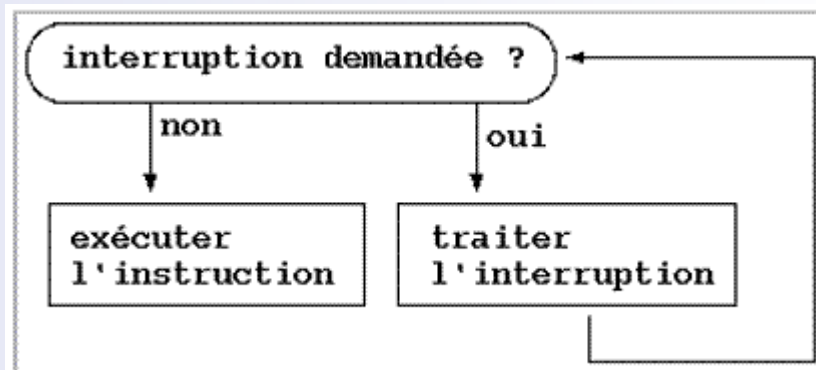 interruption demandée ?
non
oui
exécuter
l'instruction
traiter
l'interruption